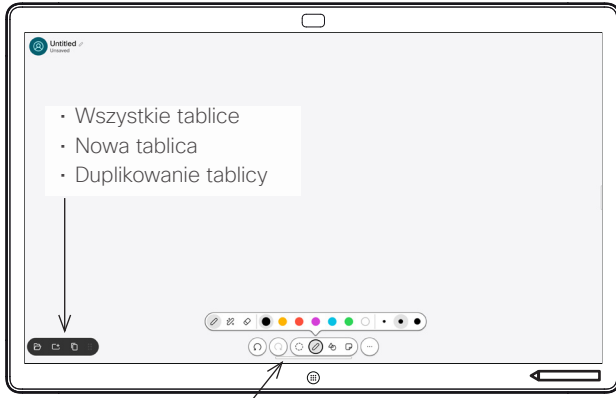 Untitled
Unsaved
• Wszystkie tablice
• Nowa tablica
• Duplikowanie tablicy